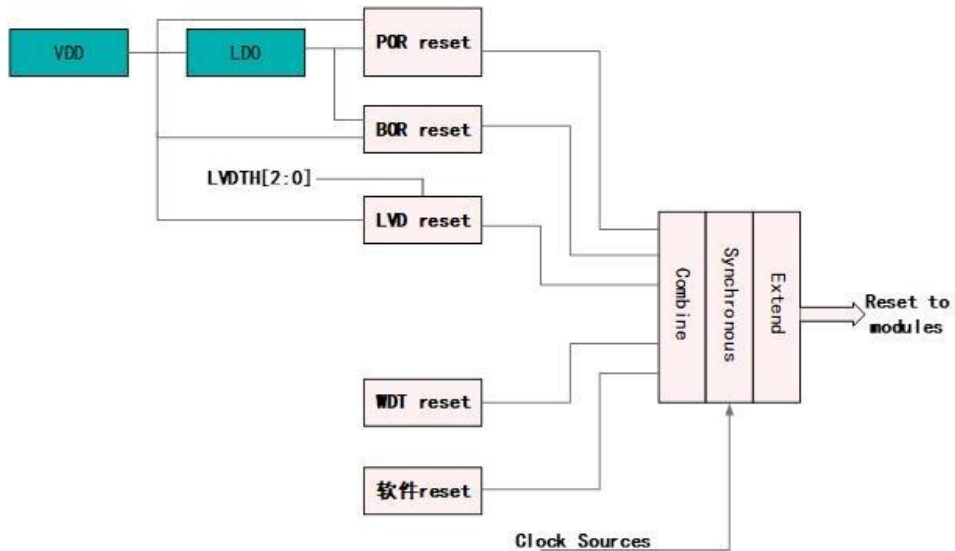 VDD
LDO
POR reset
BOR reset
LVDTH[2:0]
LVD reset
Combine
Synchronous
Extend
Reset to
modules
WDT reset
软件reset
Clock Sources